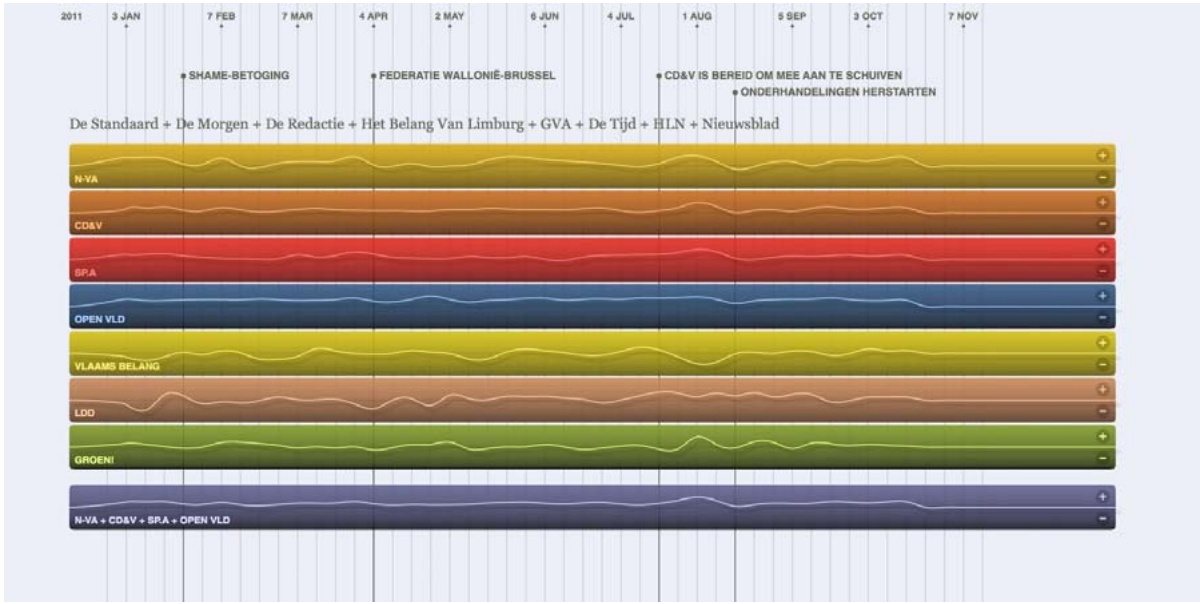 2011 3 JAN 7 FEB 7 MAR 4 APR 2 MAY 6 JUN 4 JUL 1 AUG 5 SEP 3 OCT 7 NOV
SHAME-BETOGING FEDERATIE WALLONIË-BRUSSEL CD&V IS BEREID OM MEE AAN TE SCHUIVEN
ONDERHANDELINGEN HERSTARTEN
De Standaard + De Morgen + De Redactie + Het Belang Van Limburg + GVA + De Tijd + HLN + Nieuwsblad
+
N-VA −
+
CD&V −
+
SP.A −
+
OPEN VLD −
+
VLAAMS BELANG −
+
LDD −
+
GROEN! −
+
N-VA + CD&V + SP.A + OPEN VLD −